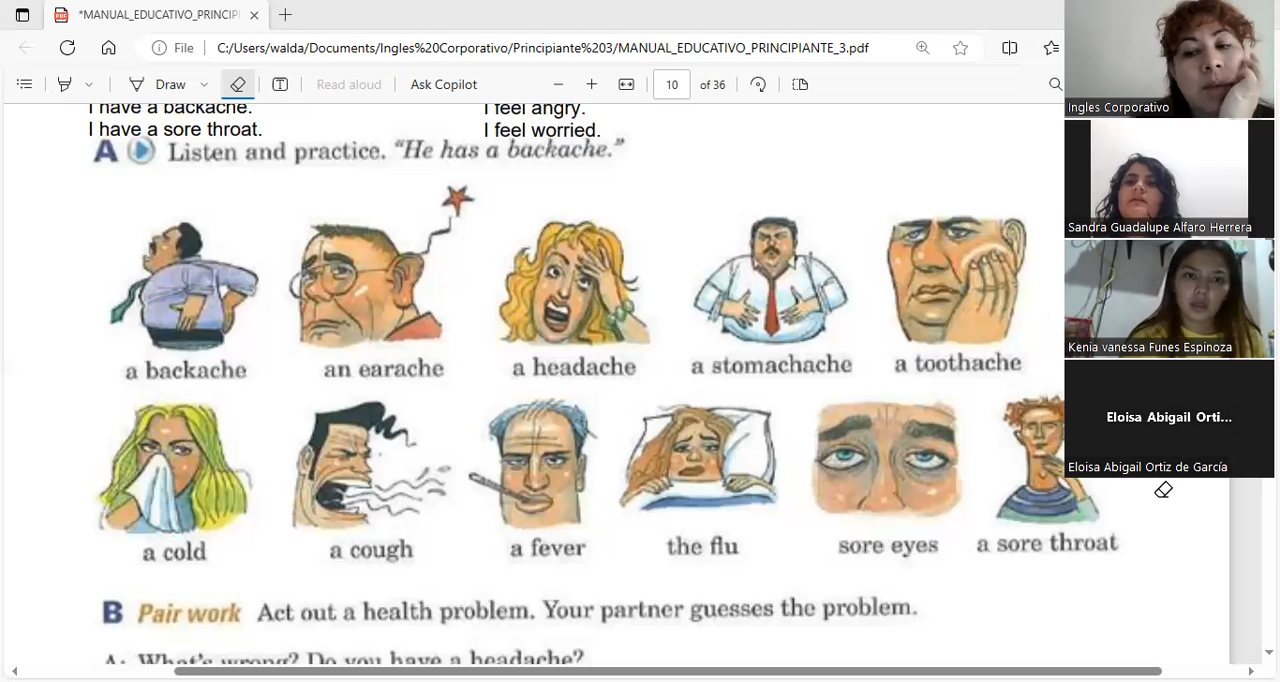 *MANUAL_EDUCATIVO_PRINCIPI
File
C:/Users/walda/Documents/Ingles%20Corporativo/Principiante%203/MANUAL_EDUCATIVO_PRINCIPIANTE_3.pdf
Draw
Read aloud
Ask Copilot
10 of 36
I have a backache. I feel angry.
I have a sore throat. I feel worried.
A Listen and practice. "He has a backache."
a backache an earache a headache a stomachache a toothache
a cold a cough a fever the flu sore eyes a sore throat
B Pair work Act out a health problem. Your partner guesses the problem.
A: What's wrong? Do you have a headache?
Ingles Corporativo
Sandra Guadalupe Alfaro Herrera
Kenia vanessa Funes Espinoza
Eloisa Abigail Orti...
Eloisa Abigail Ortiz de García